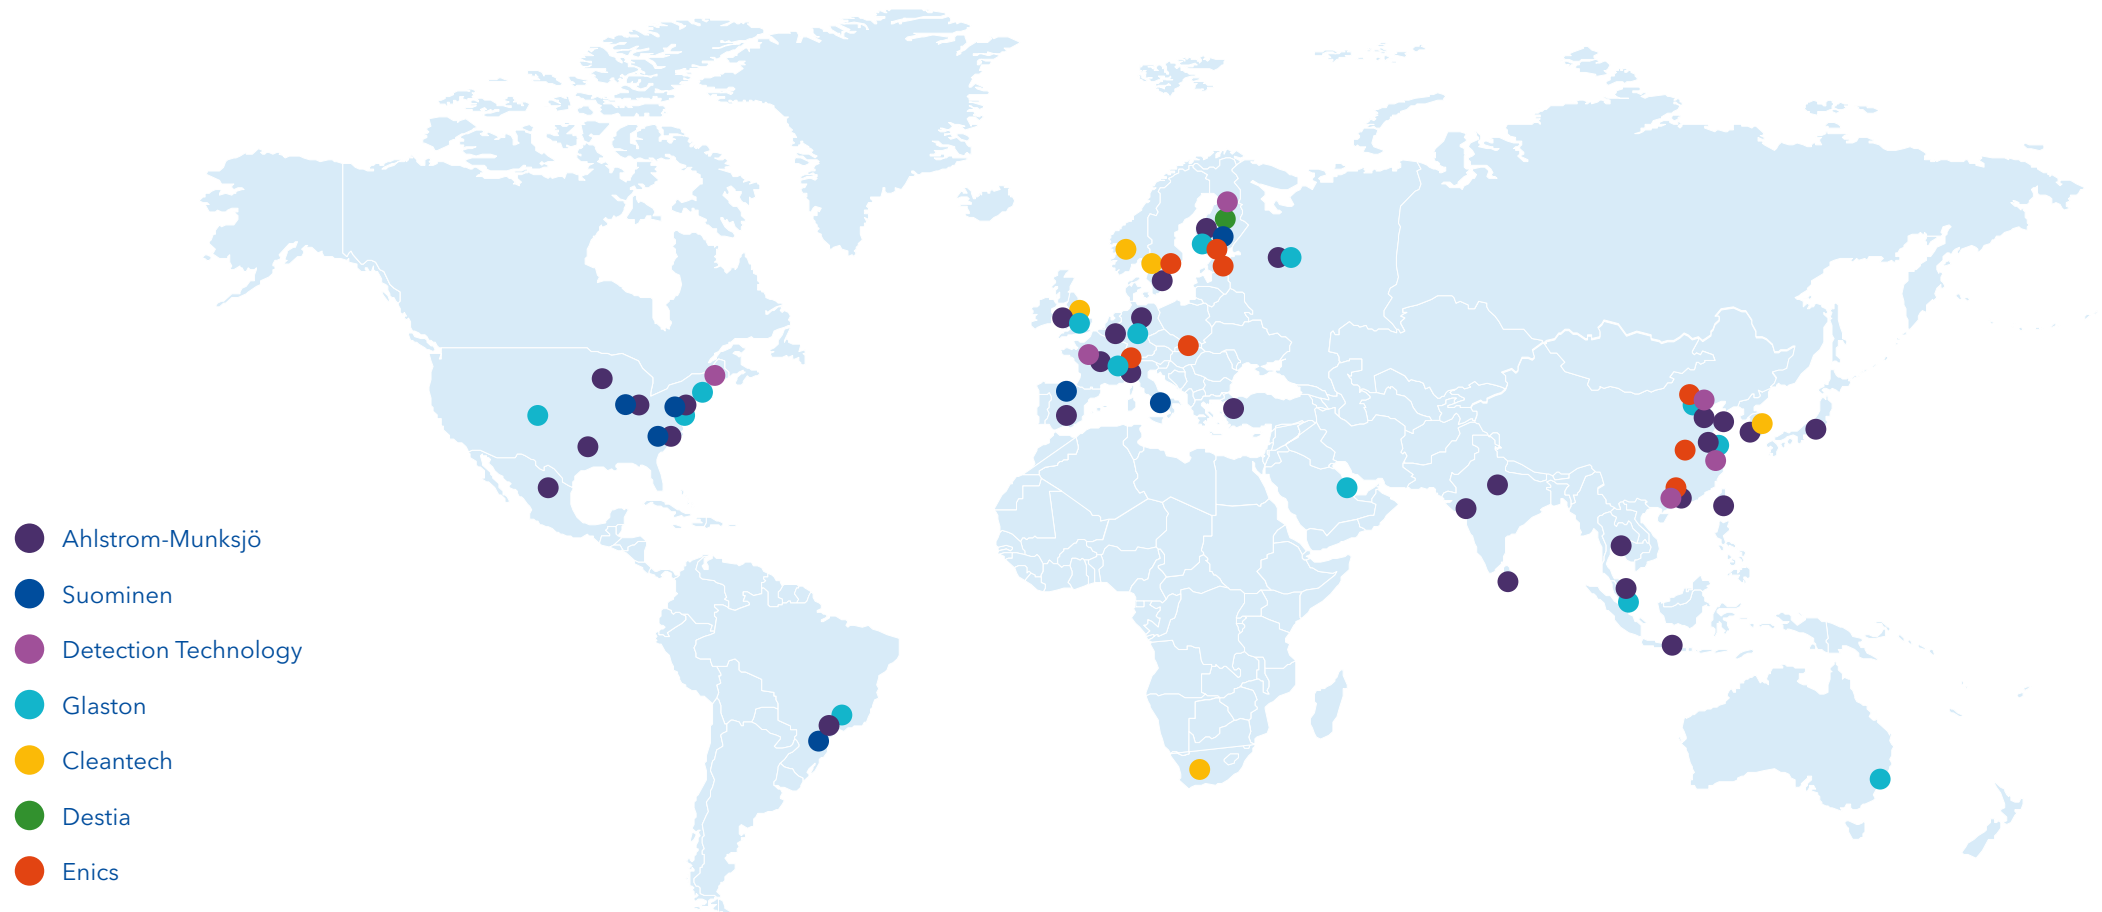 Ahlstrom-Munksjö
Suominen
Detection Technology
Glaston
Cleantech
Destia
Enics